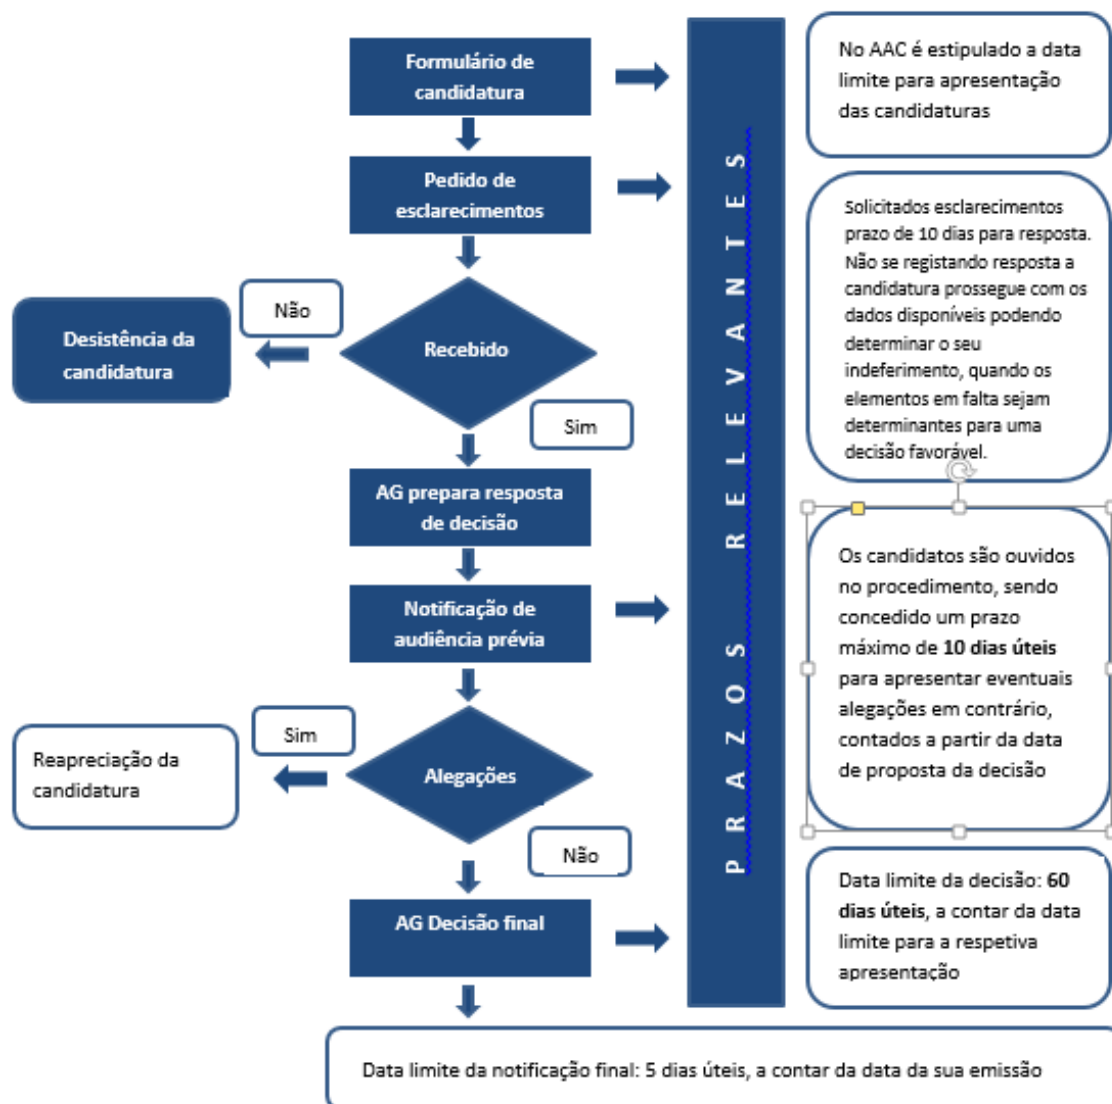 Formulário de
candidatura
No AAC é estipulado a data
limite para apresentação
das candidaturas
Pedido de
esclarecimentos
Solicitados esclarecimentos
prazo de 10 dias para resposta.
Não se registando resposta a
candidatura prossegue com os
dados disponíveis podendo
determinar o seu
indeferimento, quando os
elementos em falta sejam
determinantes para uma
decisão favorável.
Não
Desistência da
candidatura
Recebido
Sim
AG prepara resposta
de decisão
PRAZOS RELEVANTES
Notificação de
audiência prévia
Os candidatos são ouvidos
no procedimento, sendo
concedido um prazo
máximo de 10 dias úteis
para apresentar eventuais
alegações em contrário,
contados a partir da data
de proposta da decisão
Sim
Reapreciação da
candidatura
Alegações
Não
AG Decisão final
Data limite da decisão: 60
dias úteis, a contar da data
limite para a respetiva
apresentação
Data limite da notificação final: 5 dias úteis, a contar da data da sua emissão